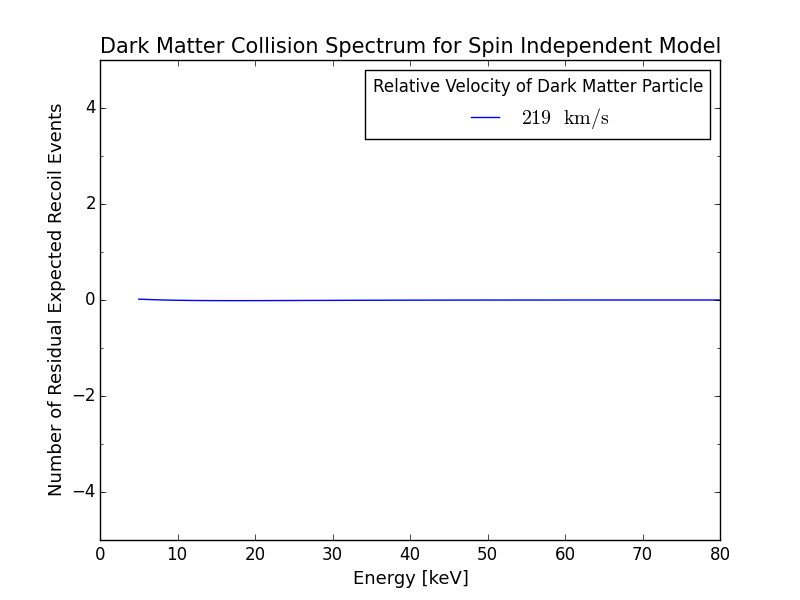 Dark Matter Collision Spectrum for Spin Independent Model
Relative Velocity of Dark Matter Particle
219 km/s
Number of Residual Expected Recoil Events
4
2
0
−2
−4
0 10 20 30 40 50 60 70 80
Energy [keV]